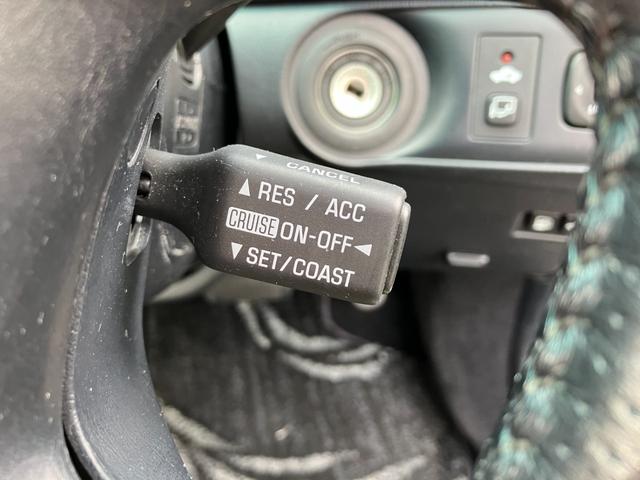 ▼ CANCEL
▲ RES / ACC
CRUISE ON-OFF ◀
▼ SET/COAST